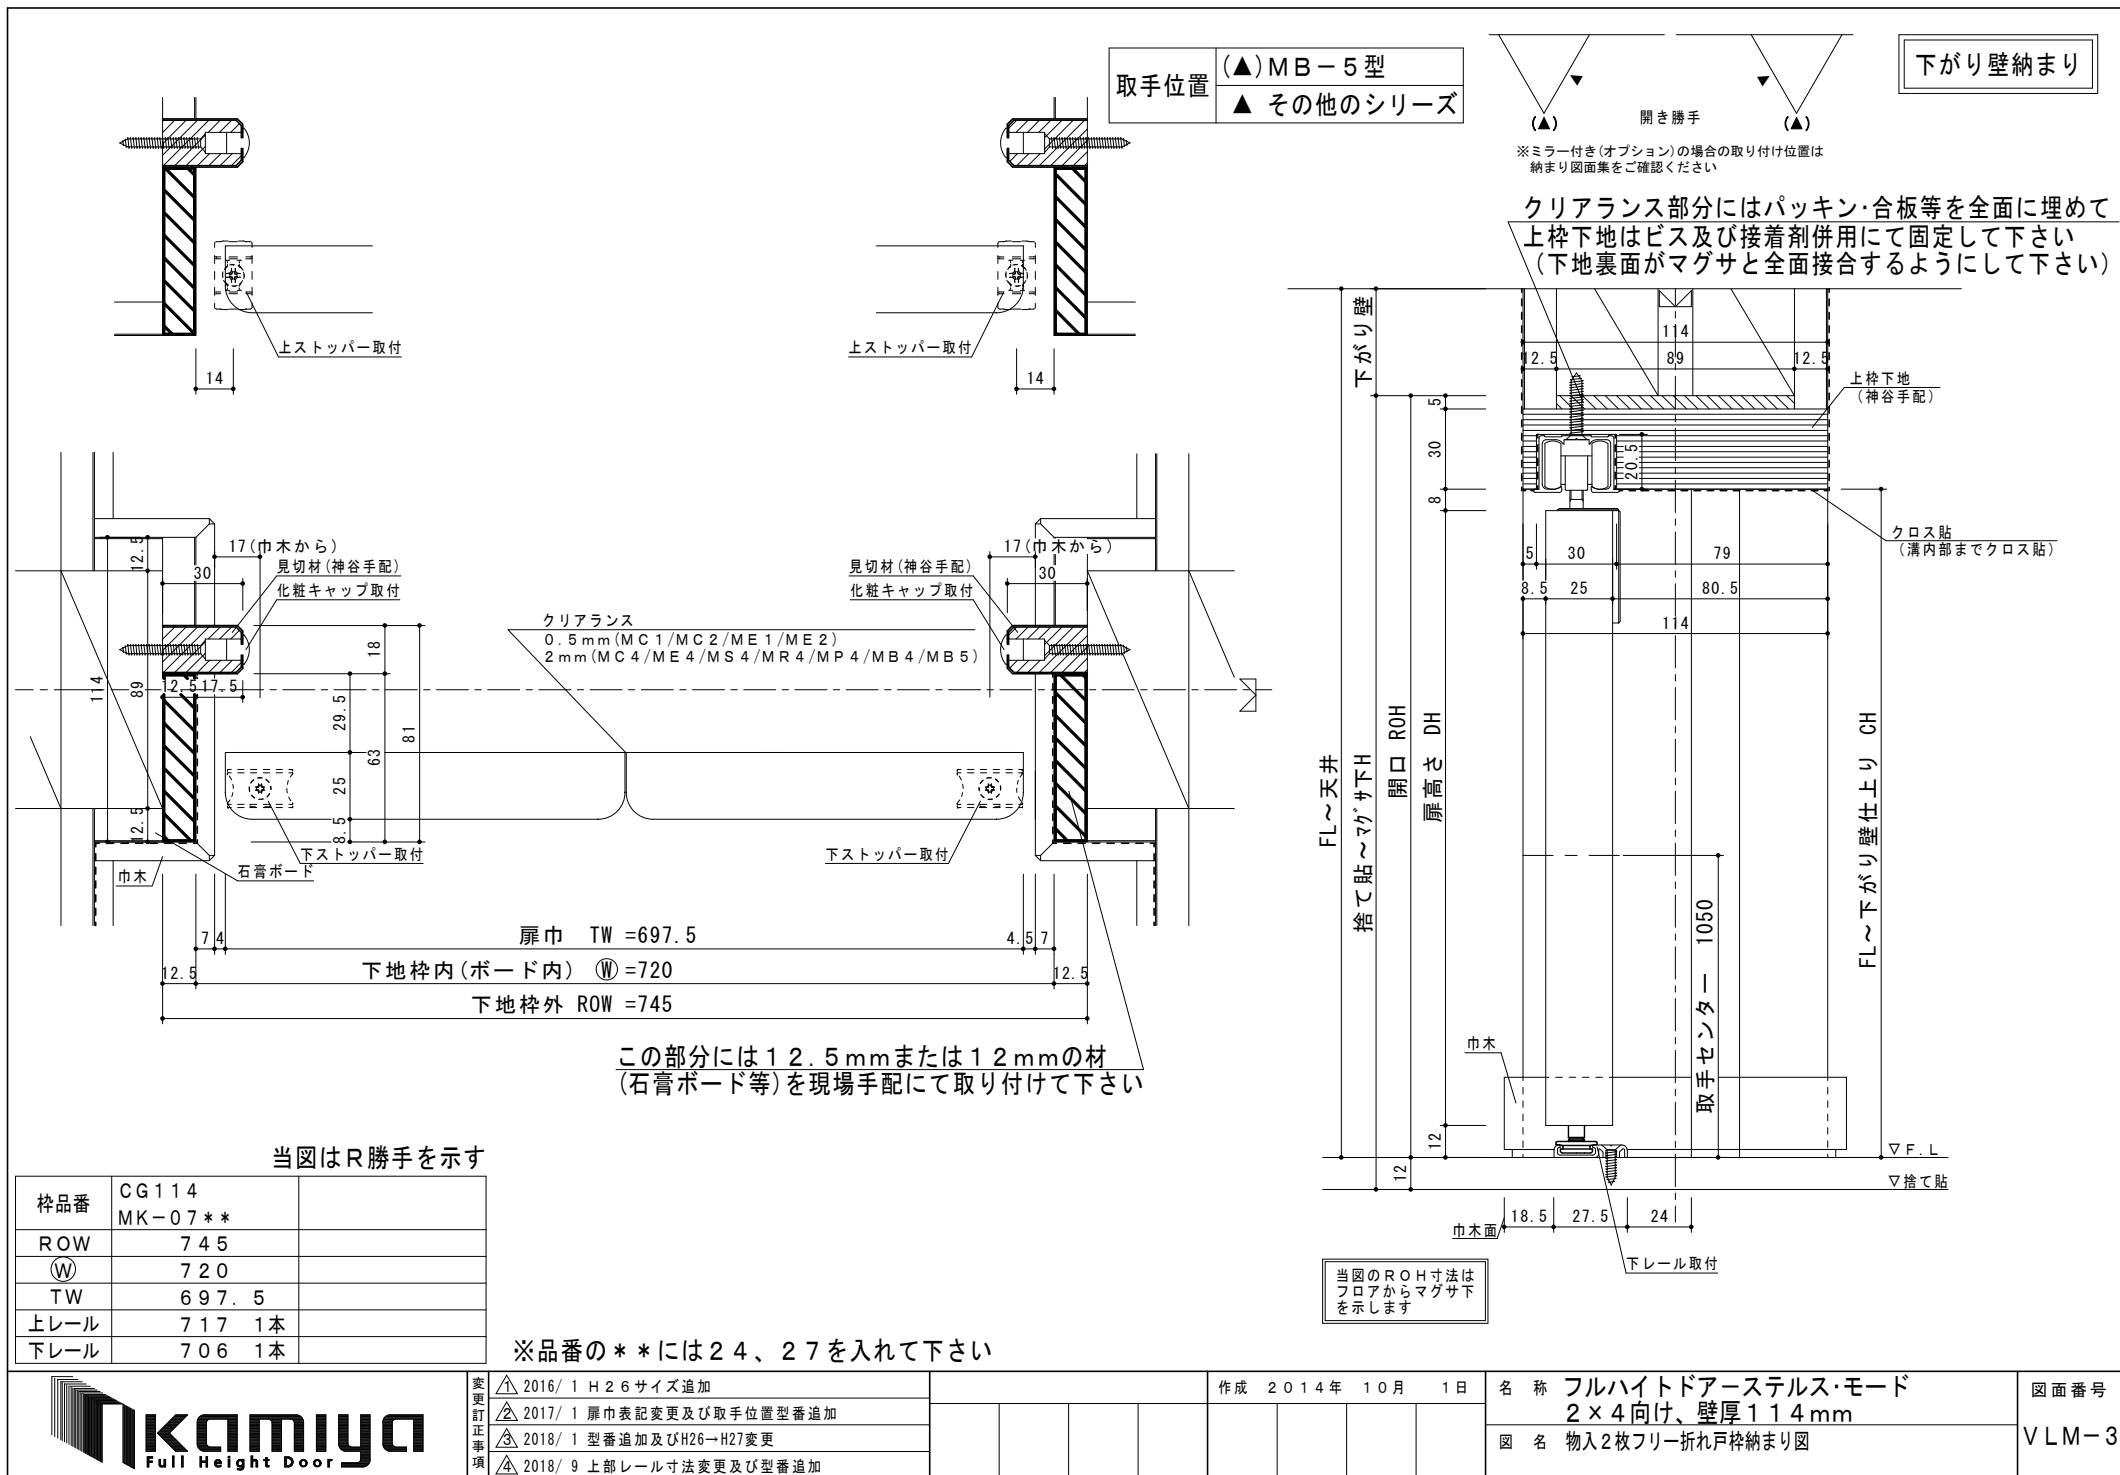 取手位置
(▲)ＭＢ－５型
▲ その他のシリーズ
(▲)
開き勝手
(▲)
※ミラー付き(オプション)の場合の取り付け位置は
納まり図面集をご確認ください
下がり壁納まり
クリアランス部分にはパッキン･合板等を全面に埋めて
上枠下地はビス及び接着剤併用にて固定して下さい
(下地裏面がマグサと全面接合するようにして下さい)
上ストッパー取付
14
上ストッパー取付
14
17(巾木から)
見切材(神谷手配)
30
化粧キャップ取付
17(巾木から)
見切材(神谷手配)
30
化粧キャップ取付
クリアランス
0.5mm(ＭＣ１/ＭＣ２/ＭＥ１/ＭＥ２)
2mm(ＭＣ４/ＭＥ４/ＭＳ４/ＭＲ４/ＭＰ４/ＭＢ４/ＭＢ５)
12.5
114
89
12.5
12.5
17.5
18
29.5
63
81
25
8.5
下ストッパー取付
下ストッパー取付
石膏ボード
巾木
7
4
扉巾 TW =697.5
4.5
7
12.5
下地枠内(ボード内) Ⓦ =720
12.5
下地枠外 ROW =745
この部分には１２.５ｍｍまたは１２ｍｍの材
(石膏ボード等)を現場手配にて取り付けて下さい
下がり壁
114
12.5
89
12.5
上枠下地
(神谷手配)
5
30
20.5
8
クロス貼
(溝内部までクロス貼)
5
30
79
8.5
25
80.5
114
FL～天井
捨て貼～マグサ下H
開口 ROH
扉高さ DH
FL～下がり壁仕上り CH
取手センター 1050
巾木
12
12
▽Ｆ.Ｌ
▽捨て貼
巾木面
18.5
27.5
24
下レール取付
当図のＲＯＨ寸法は
フロアからマグサ下
を示します
当図はＲ勝手を示す
枠品番
ＣＧ１１４
ＭＫ－０７＊＊
ＲＯＷ ７４５
Ⓦ ７２０
ＴＷ ６９７．５
上レール ７１７ １本
下レール ７０６ １本
※品番の＊＊には２４、２７を入れて下さい
kamiya
Full Height Door
変更訂正事項
△1 2016/ 1 Ｈ２６サイズ追加
△2 2017/ 1 扉巾表記変更及び取手位置型番追加
△3 2018/ 1 型番追加及びH26→H27変更
△4 2018/ 9 上部レール寸法変更及び型番追加
作成 ２０１４年 １０月 １日
名 称 フルハイトドアーステルス･モード
２×４向け、壁厚１１４mm
図 名 物入２枚フリー折れ戸枠納まり図
図面番号
ＶＬＭ－３